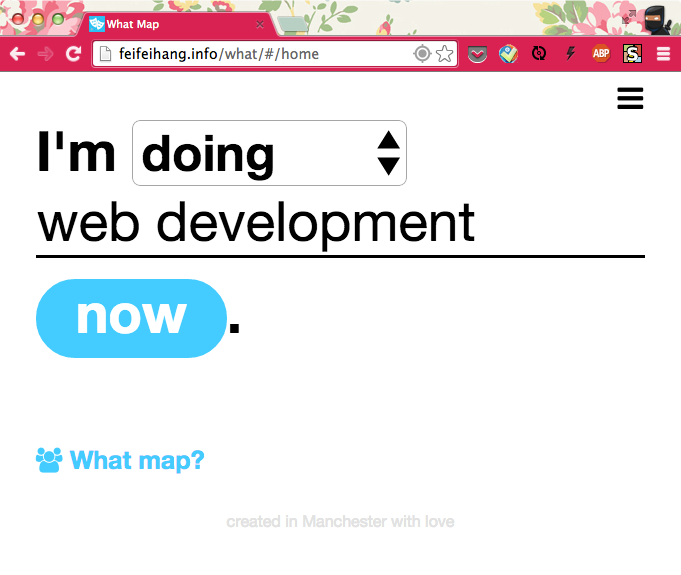 What Map
feifeihang.info/what/#/home
ABP
S
I'm doing
web development
now.
What map?
created in Manchester with love